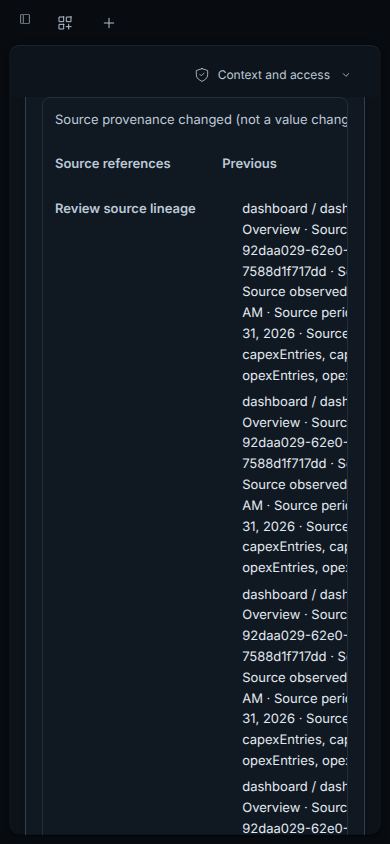 Context and access
Source provenance changed (not a value chang
Source references Previous
Review source lineage dashboard / dash
Overview · Sourc
92daa029-62e0-
7588d1f717dd · S
Source observed
AM · Source peri
31, 2026 · Source
capexEntries, cap
opexEntries, ope
dashboard / dash
Overview · Sourc
92daa029-62e0-
7588d1f717dd · S
Source observed
AM · Source peri
31, 2026 · Source
capexEntries, cap
opexEntries, ope
dashboard / dash
Overview · Sourc
92daa029-62e0-
7588d1f717dd · S
Source observed
AM · Source peri
31, 2026 · Source
capexEntries, cap
opexEntries, ope
dashboard / dash
Overview · Sourc
92daa029-62e0-